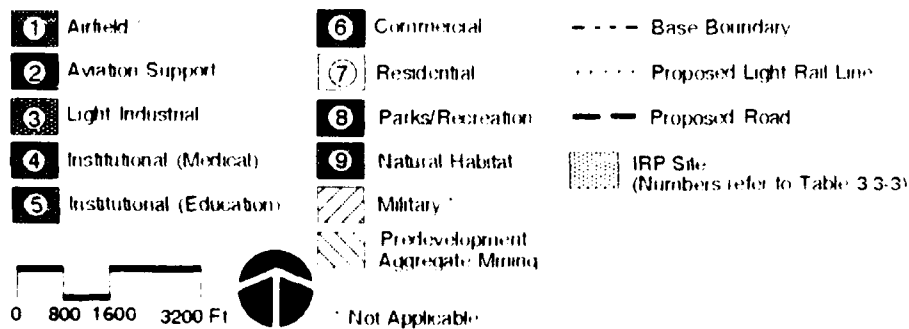 1 Airfield *
2 Aviation Support
3 Light Industrial
4 Institutional (Medical)
5 Institutional (Education)
6 Commercial
7 Residential
8 Parks/Recreation
9 Natural Habitat
Military *
Predevelopment
Aggregate Mining
Base Boundary
Proposed Light Rail Line
Proposed Road
IRP Site
(Numbers refer to Table 3.3-3)
0 800 1600 3200 Ft
* Not Applicable